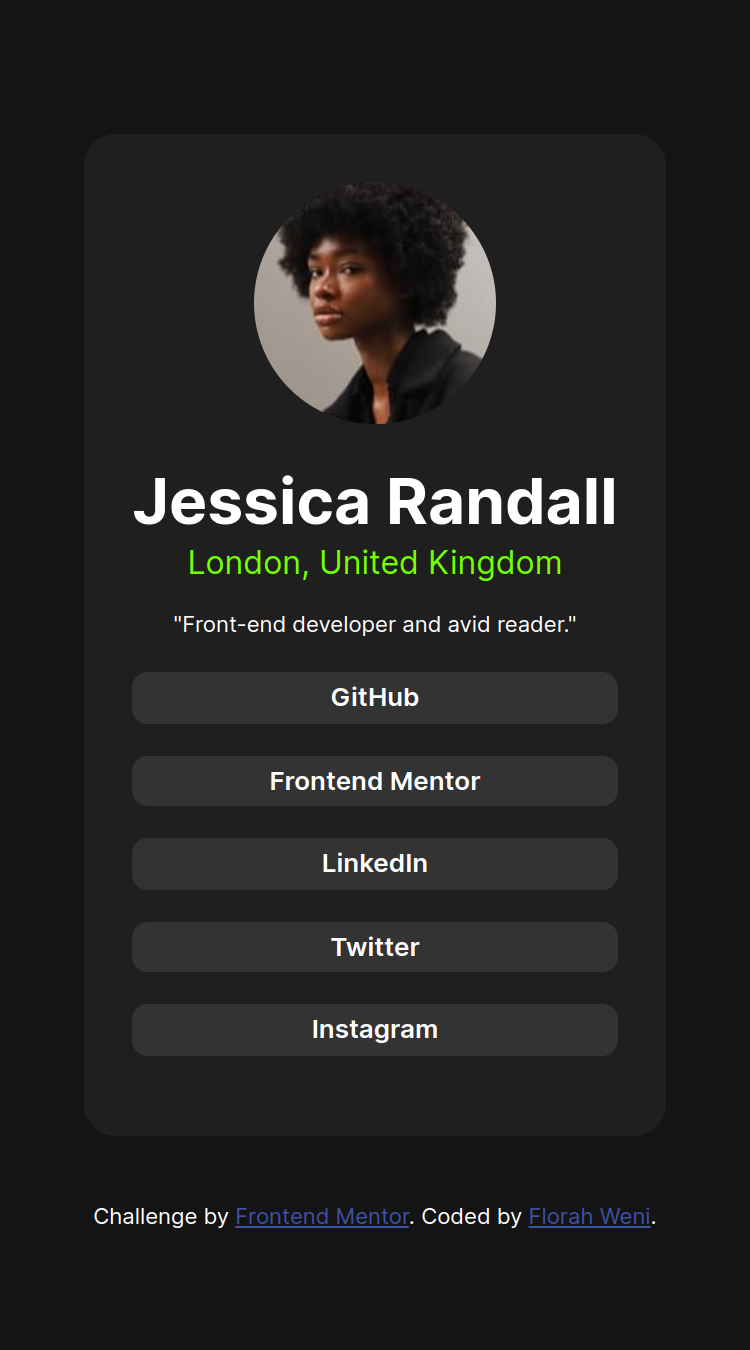 Jessica Randall
London, United Kingdom
"Front-end developer and avid reader."
GitHub
Frontend Mentor
LinkedIn
Twitter
Instagram
Challenge by Frontend Mentor. Coded by Florah Weni.